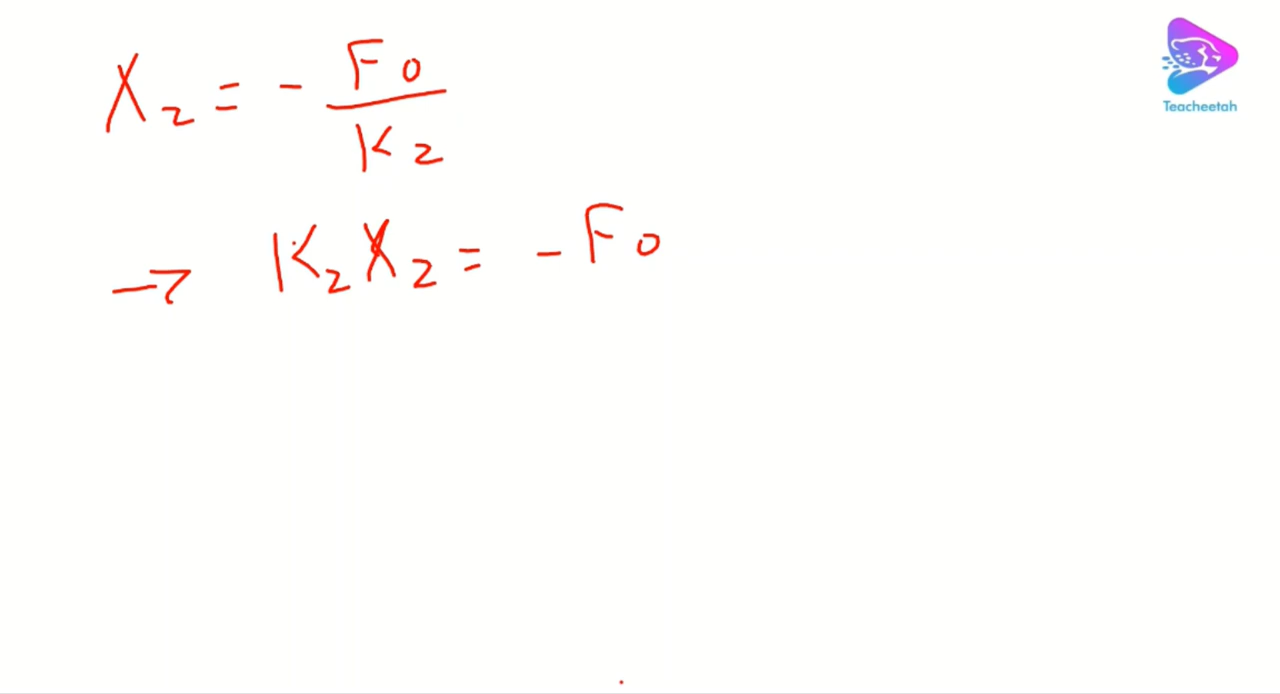 X₂ = - F₀/K₂
→ K₂X₂ = - F₀
Teacheetah